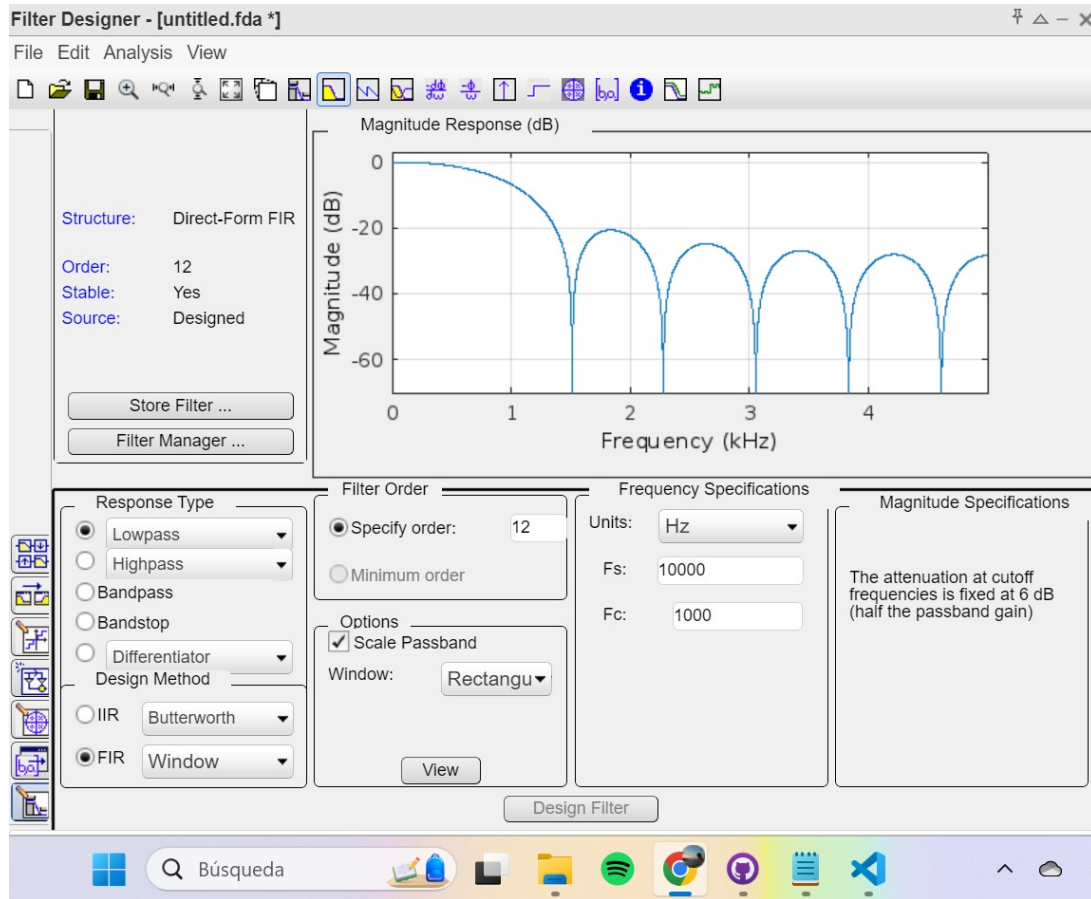 Filter Designer - [untitled.fda *]
File Edit Analysis View
Structure: Direct-Form FIR
Order: 12
Stable: Yes
Source: Designed
Store Filter ...
Filter Manager ...
Magnitude Response (dB)
Magnitude (dB)
0
-20
-40
-60
0 1 2 3 4
Frequency (kHz)
Response Type
Lowpass
Highpass
Bandpass
Bandstop
Differentiator
Design Method
IIR Butterworth
FIR Window
Filter Order
Specify order: 12
Minimum order
Options
Scale Passband
Window: Rectangu
View
Frequency Specifications
Units: Hz
Fs: 10000
Fc: 1000
Magnitude Specifications
The attenuation at cutoff
frequencies is fixed at 6 dB
(half the passband gain)
Design Filter
Búsqueda